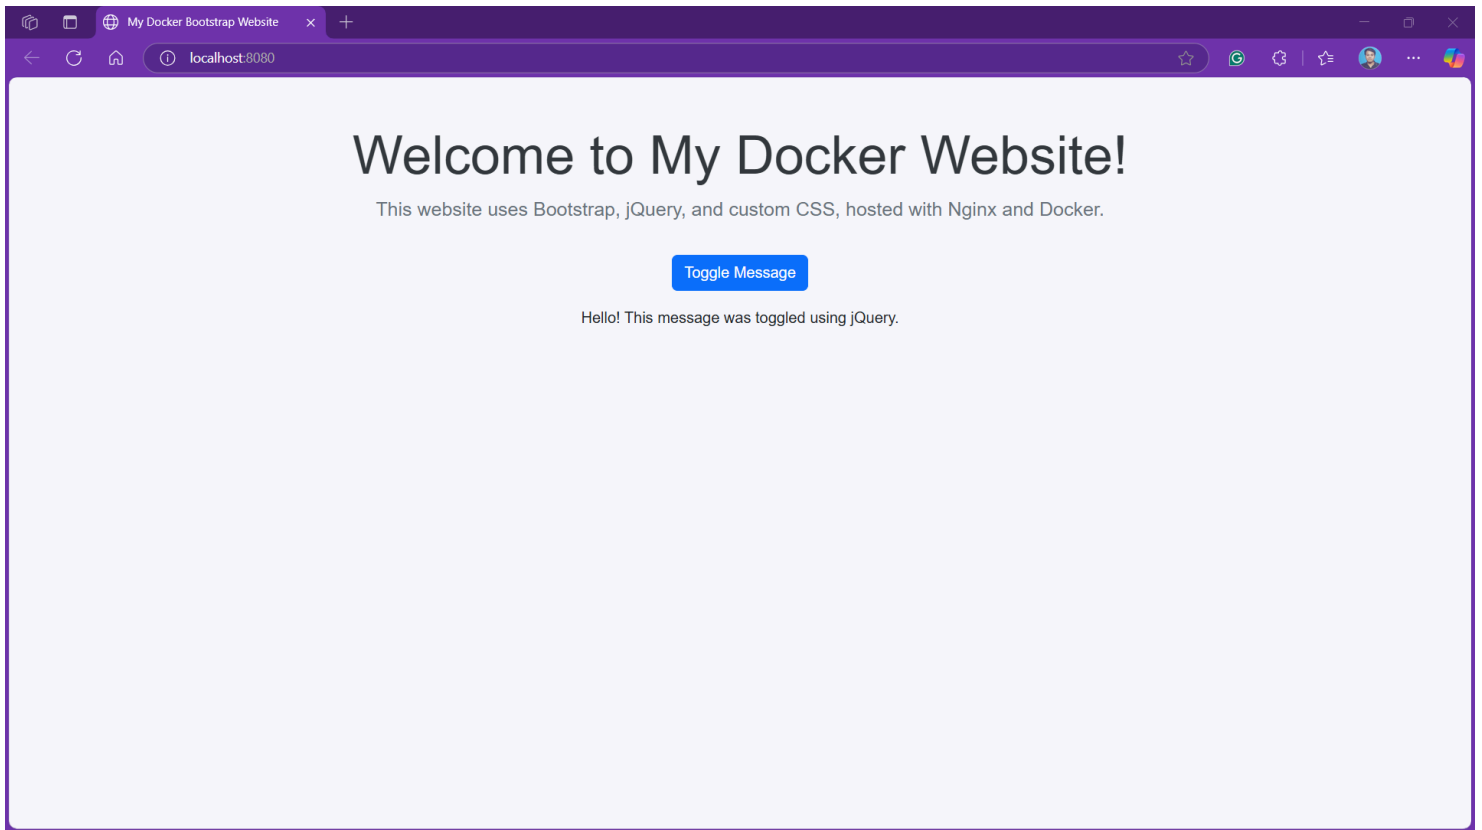 My Docker Bootstrap Website
localhost:8080
Welcome to My Docker Website!
This website uses Bootstrap, jQuery, and custom CSS, hosted with Nginx and Docker.
Toggle Message
Hello! This message was toggled using jQuery.